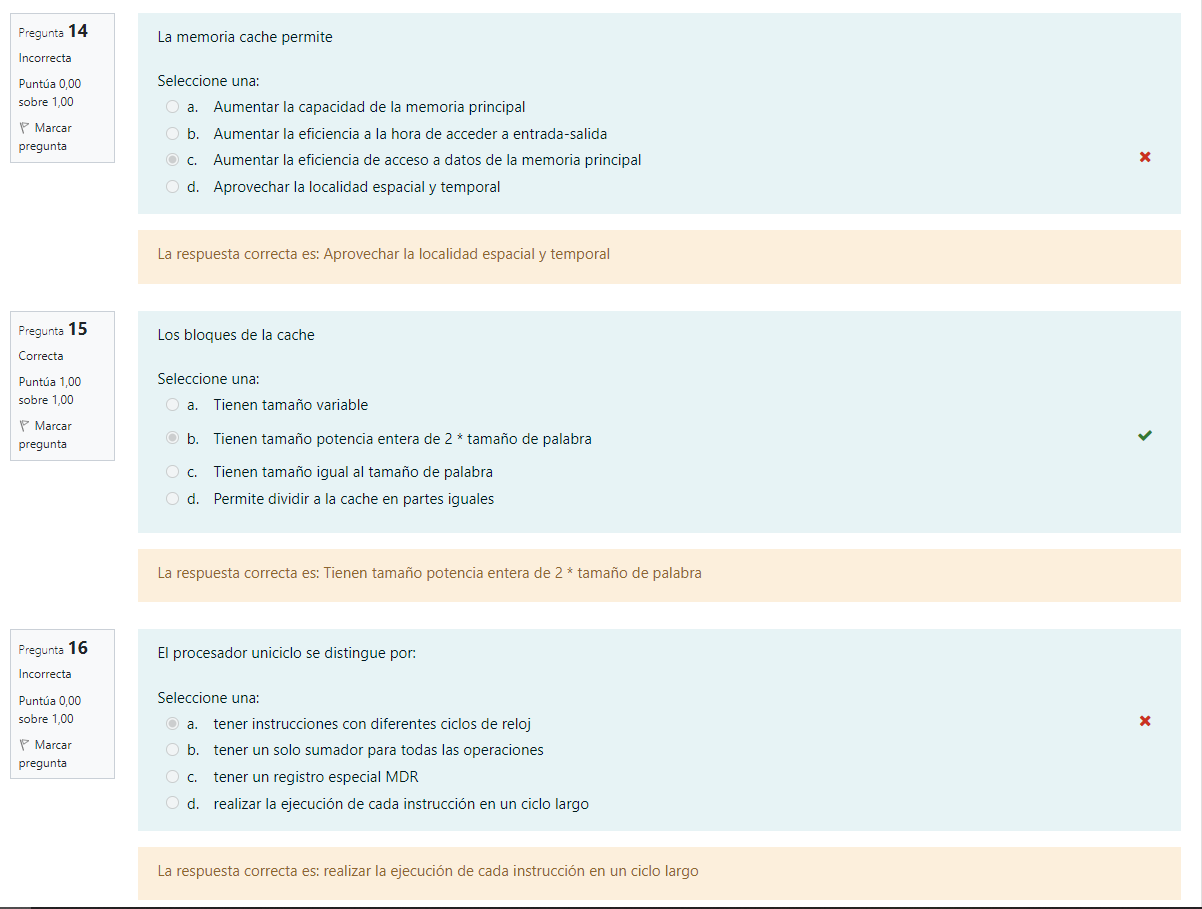 Pregunta 14
Incorrecta
Puntúa 0,00
sobre 1,00
Marcar
pregunta
La memoria cache permite
Seleccione una:
a. Aumentar la capacidad de la memoria principal
b. Aumentar la eficiencia a la hora de acceder a entrada-salida
c. Aumentar la eficiencia de acceso a datos de la memoria principal
d. Aprovechar la localidad espacial y temporal
La respuesta correcta es: Aprovechar la localidad espacial y temporal
Pregunta 15
Correcta
Puntúa 1,00
sobre 1,00
Marcar
pregunta
Los bloques de la cache
Seleccione una:
a. Tienen tamaño variable
b. Tienen tamaño potencia entera de 2 * tamaño de palabra
c. Tienen tamaño igual al tamaño de palabra
d. Permite dividir a la cache en partes iguales
La respuesta correcta es: Tienen tamaño potencia entera de 2 * tamaño de palabra
Pregunta 16
Incorrecta
Puntúa 0,00
sobre 1,00
Marcar
pregunta
El procesador uniciclo se distingue por:
Seleccione una:
a. tener instrucciones con diferentes ciclos de reloj
b. tener un solo sumador para todas las operaciones
c. tener un registro especial MDR
d. realizar la ejecución de cada instrucción en un ciclo largo
La respuesta correcta es: realizar la ejecución de cada instrucción en un ciclo largo